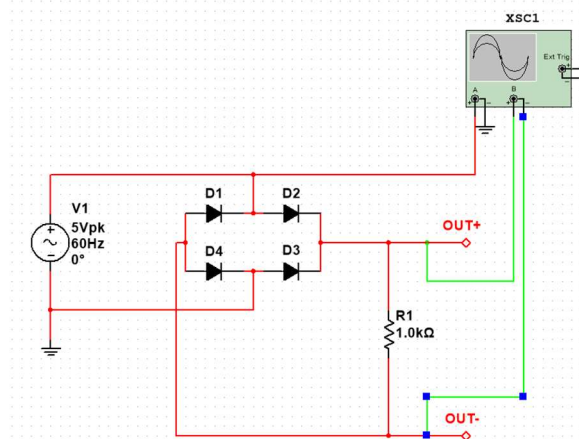 XSC1
Ext Trig
+
−
A
B
+
−
+
−
D1
D2
V1
5Vpk
60Hz
0°
+
−
D4
D3
OUT+
R1
1.0kΩ
OUT-